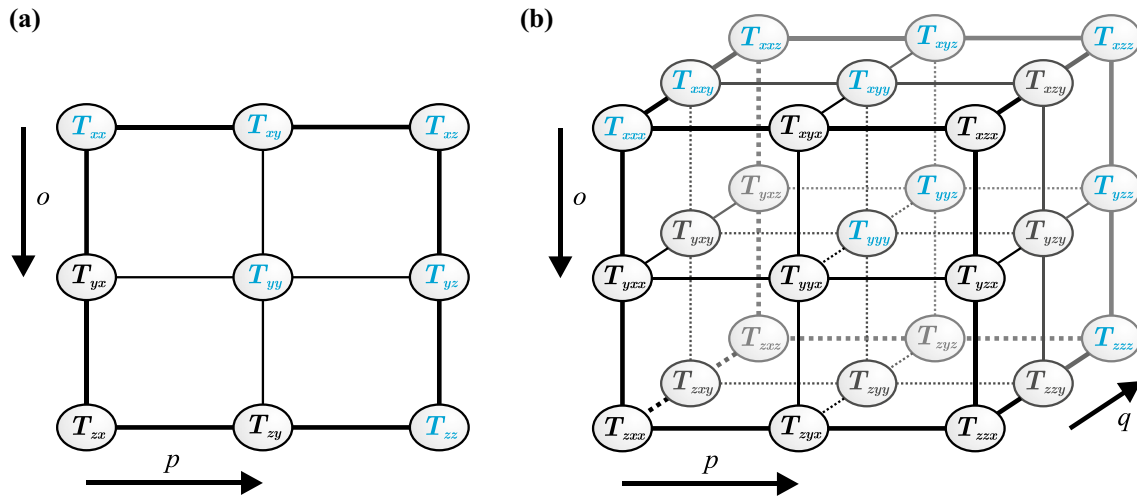 (a)
T_xx T_xy T_xz
o
T_yx T_yy T_yz
T_zx T_zy T_zz
p
(b)
T_xxz T_xyz T_xzz
T_xxy T_xyy T_xzy
T_xxx T_xyx T_xzx
o
T_yxz T_yyz T_yzz
T_yxy T_yyy T_yzy
T_yxx T_yyx T_yzx
T_zxz T_zyz T_zzz
T_zxy T_zyy T_zzy
T_zxx T_zyx T_zzx
q
p